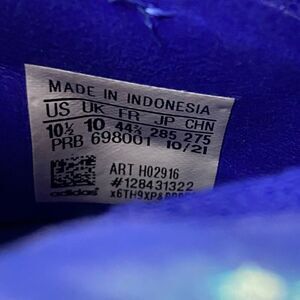 MADE IN INDONESIA
US UK FR JP CHN
10½ 10 44⅔ 285 275
PRB 698001 10/21
ART H02916
#128431322
adidas